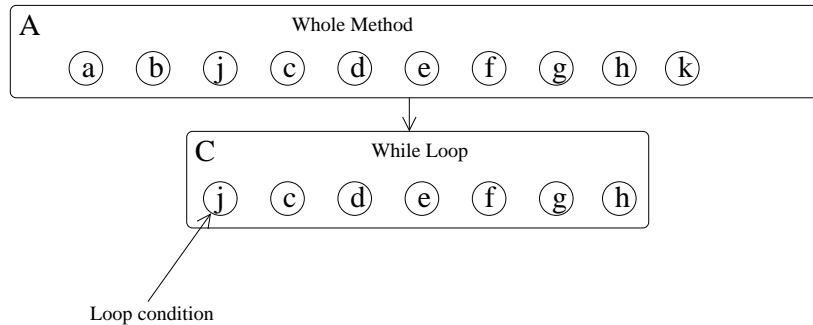 A Whole Method
a b j c d e f g h k
C While Loop
j c d e f g h
Loop condition